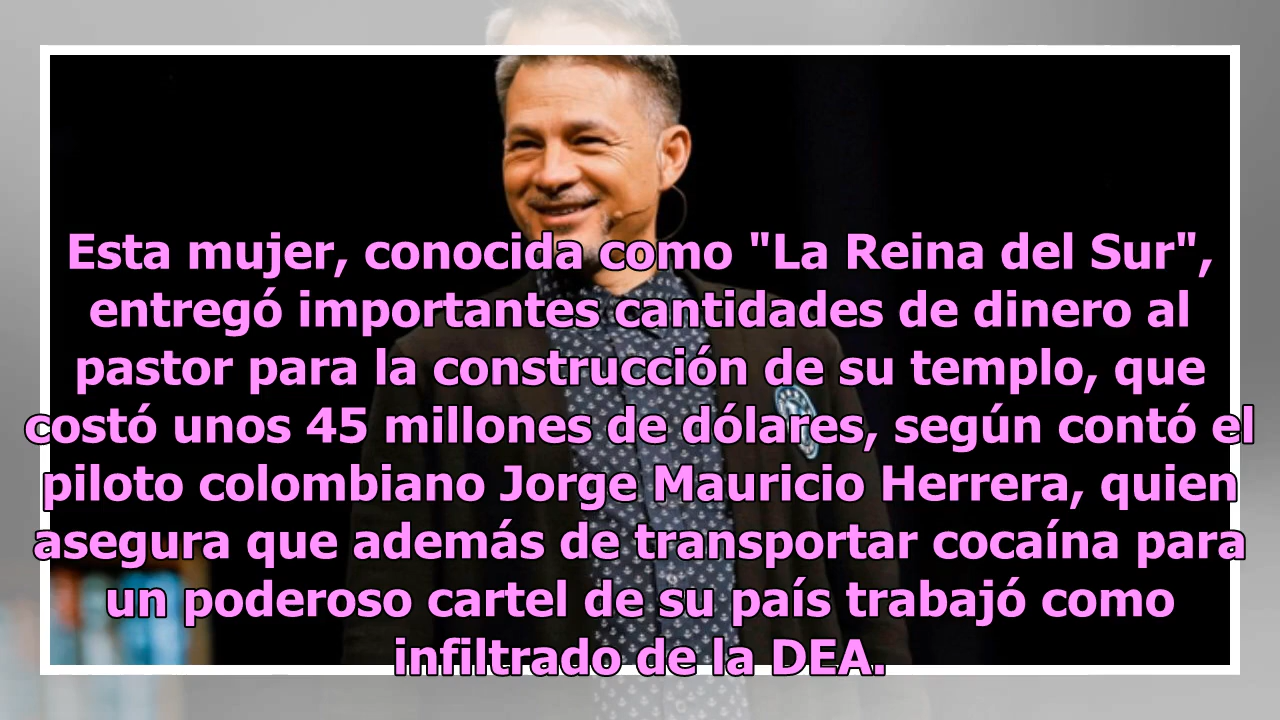 Esta mujer, conocida como "La Reina del Sur",
entregó importantes cantidades de dinero al
pastor para la construcción de su templo, que
costó unos 45 millones de dólares, según contó el
piloto colombiano Jorge Mauricio Herrera, quien
asegura que además de transportar cocaína para
un poderoso cartel de su país trabajó como
infiltrado de la DEA.